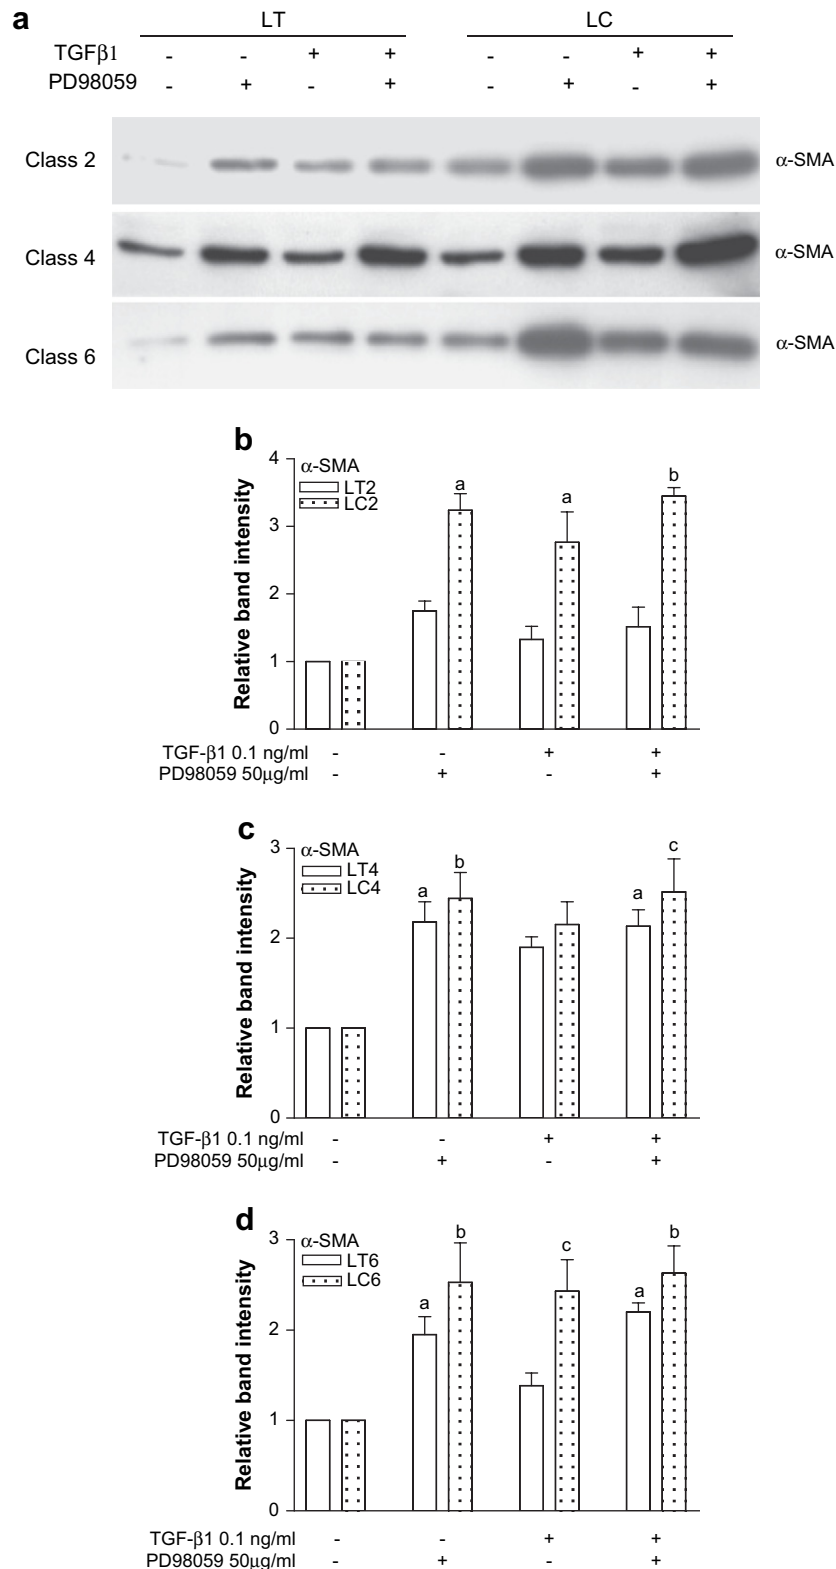 a
LT LC
TGFβ1 - - + + - - + +
PD98059 - + - + - + - +
Class 2 α-SMA
Class 4 α-SMA
Class 6 α-SMA
b
Relative band intensity
4
3
2
1
0
α-SMA
LT2
LC2
a a b
TGF-β1 0.1 ng/ml - - + +
PD98059 50μg/ml - + - +
c
Relative band intensity
3
2
1
0
α-SMA
LT4
LC4
a b a c
TGF-β1 0.1 ng/ml - - + +
PD98059 50μg/ml - + - +
d
Relative band intensity
3
2
1
0
α-SMA
LT6
LC6
a b c a b
TGF-β1 0.1 ng/ml - - + +
PD98059 50μg/ml - + - +